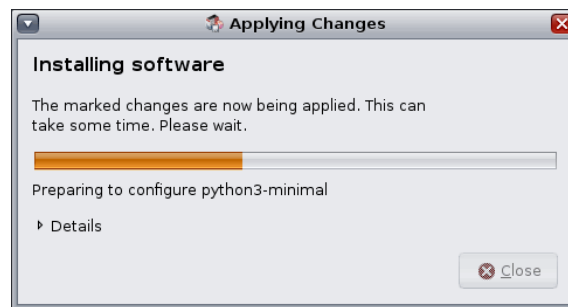 Applying Changes
Installing software
The marked changes are now being applied. This can
take some time. Please wait.
Preparing to configure python3-minimal
Details
Close